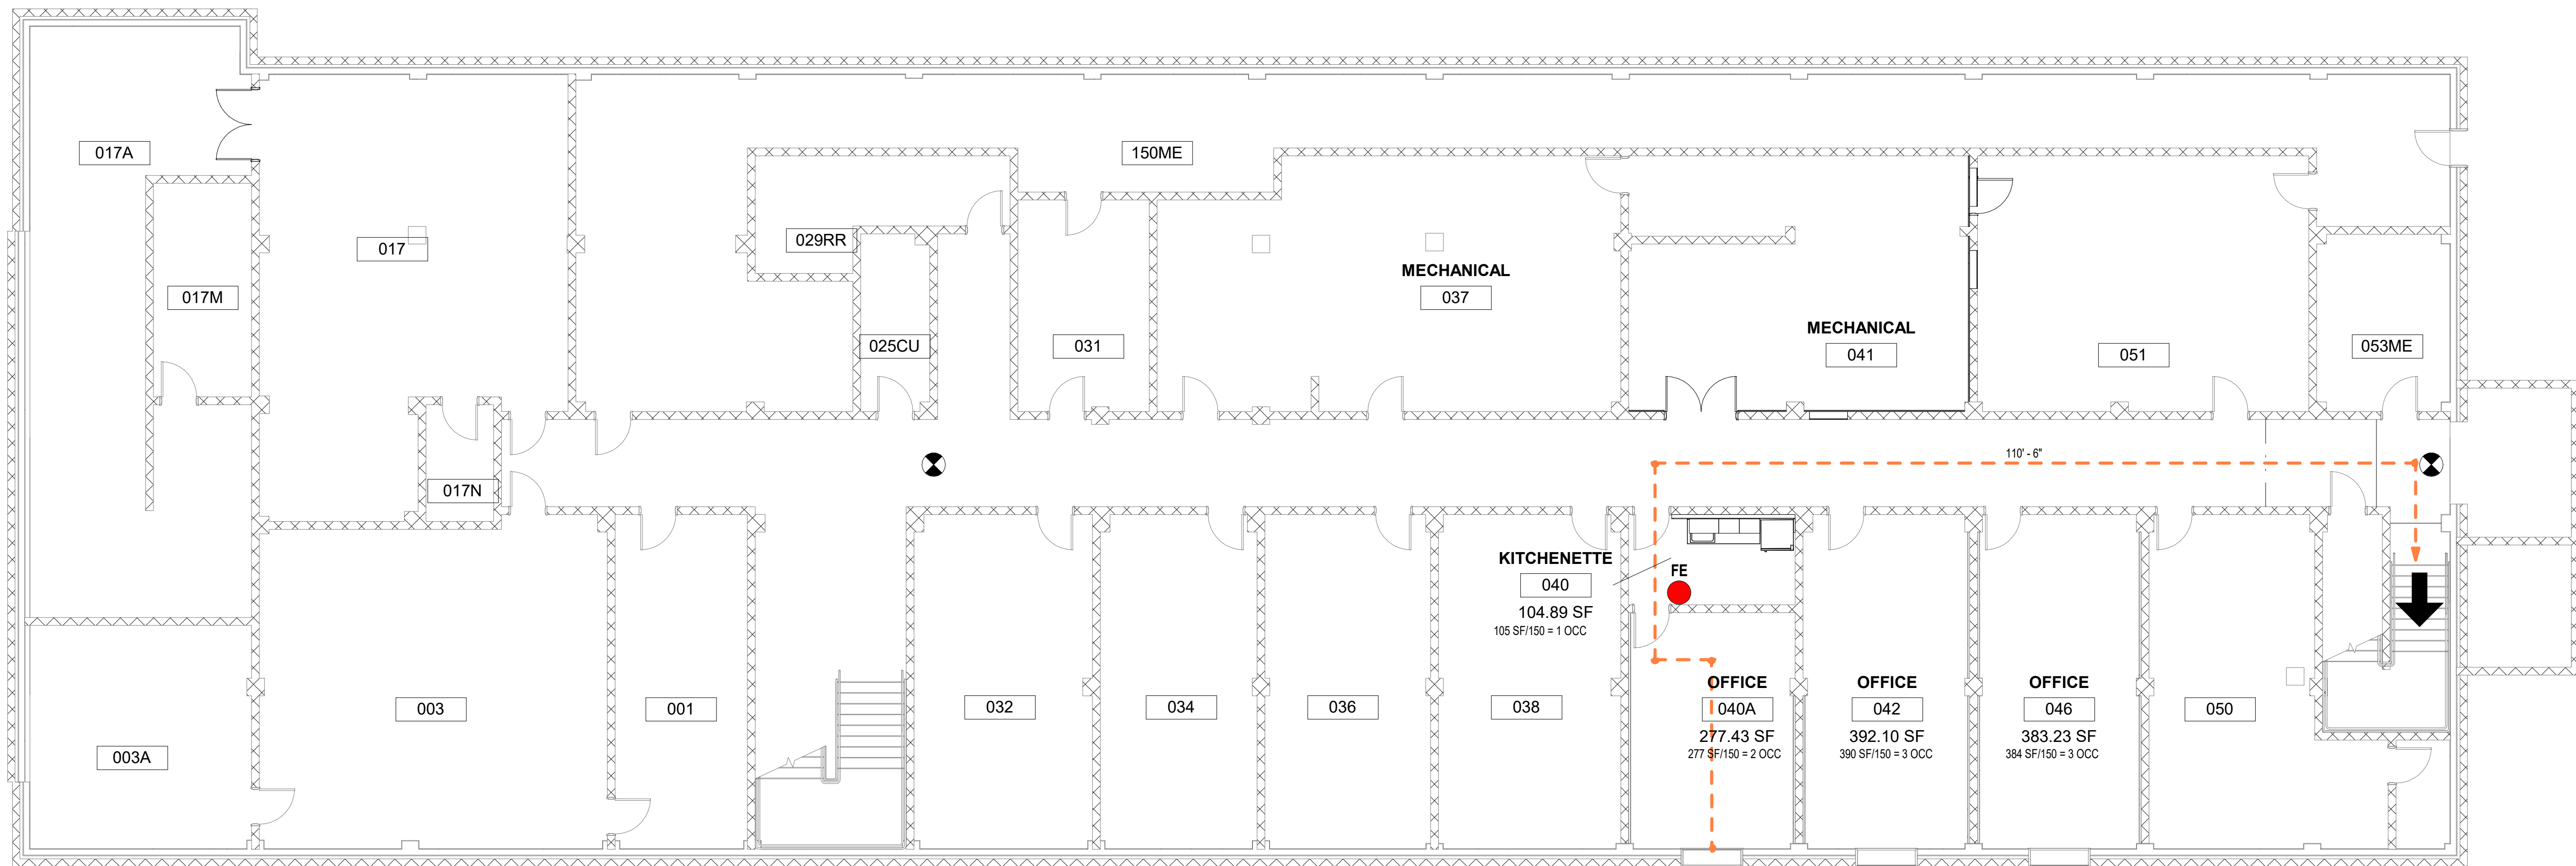 017A
150ME
029RR
017
MECHANICAL
037
017M
MECHANICAL
041
025CU
031
051
053ME
110' - 6"
017N
KITCHENETTE
040
104.89 SF
105 SF/150 = 1 OCC
FE
003
001
032
034
036
038
OFFICE
040A
277.43 SF
277 SF/150 = 2 OCC
OFFICE
042
392.10 SF
390 SF/150 = 3 OCC
OFFICE
046
383.23 SF
384 SF/150 = 3 OCC
050
003A